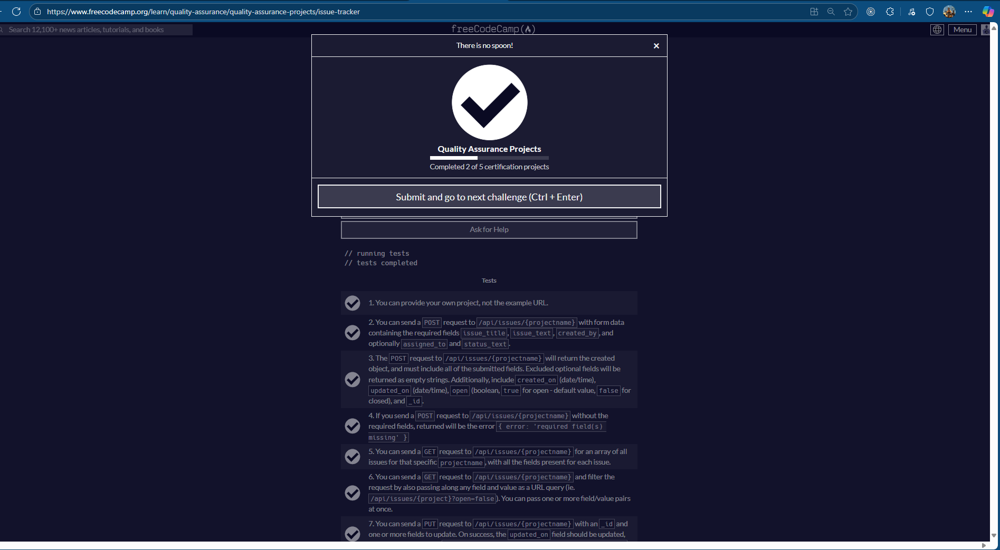 https://www.freecodecamp.org/learn/quality-assurance/quality-assurance-projects/issue-tracker
Search 12,100+ news articles, tutorials, and books
freeCodeCamp(🔥)
Menu
There is no spoon!
×
Quality Assurance Projects
Completed 2 of 5 certification projects
Submit and go to next challenge (Ctrl + Enter)
Ask for Help
// running tests
// tests completed
Tests
1. You can provide your own project, not the example URL.
2. You can send a POST request to /api/issues/{projectname} with form data
containing the required fields issue_title, issue_text, created_by, and
optionally assigned_to and status_text.
3. The POST request to /api/issues/{projectname} will return the created
object, and must include all of the submitted fields. Excluded optional fields will be
returned as empty strings. Additionally, include created_on (date/time),
updated_on (date/time), open (boolean, true for open - default value, false for
closed), and _id.
4. If you send a POST request to /api/issues/{projectname} without the
required fields, returned will be the error { error: 'required field(s)
missing' }
5. You can send a GET request to /api/issues/{projectname} for an array of all
issues for that specific projectname, with all the fields present for each issue.
6. You can send a GET request to /api/issues/{projectname} and filter the
request by also passing along any field and value as a URL query (ie.
/api/issues/{project}?open=false). You can pass one or more field/value pairs
at once.
7. You can send a PUT request to /api/issues/{projectname} with an _id and
one or more fields to update. On success, the updated_on field should be updated,